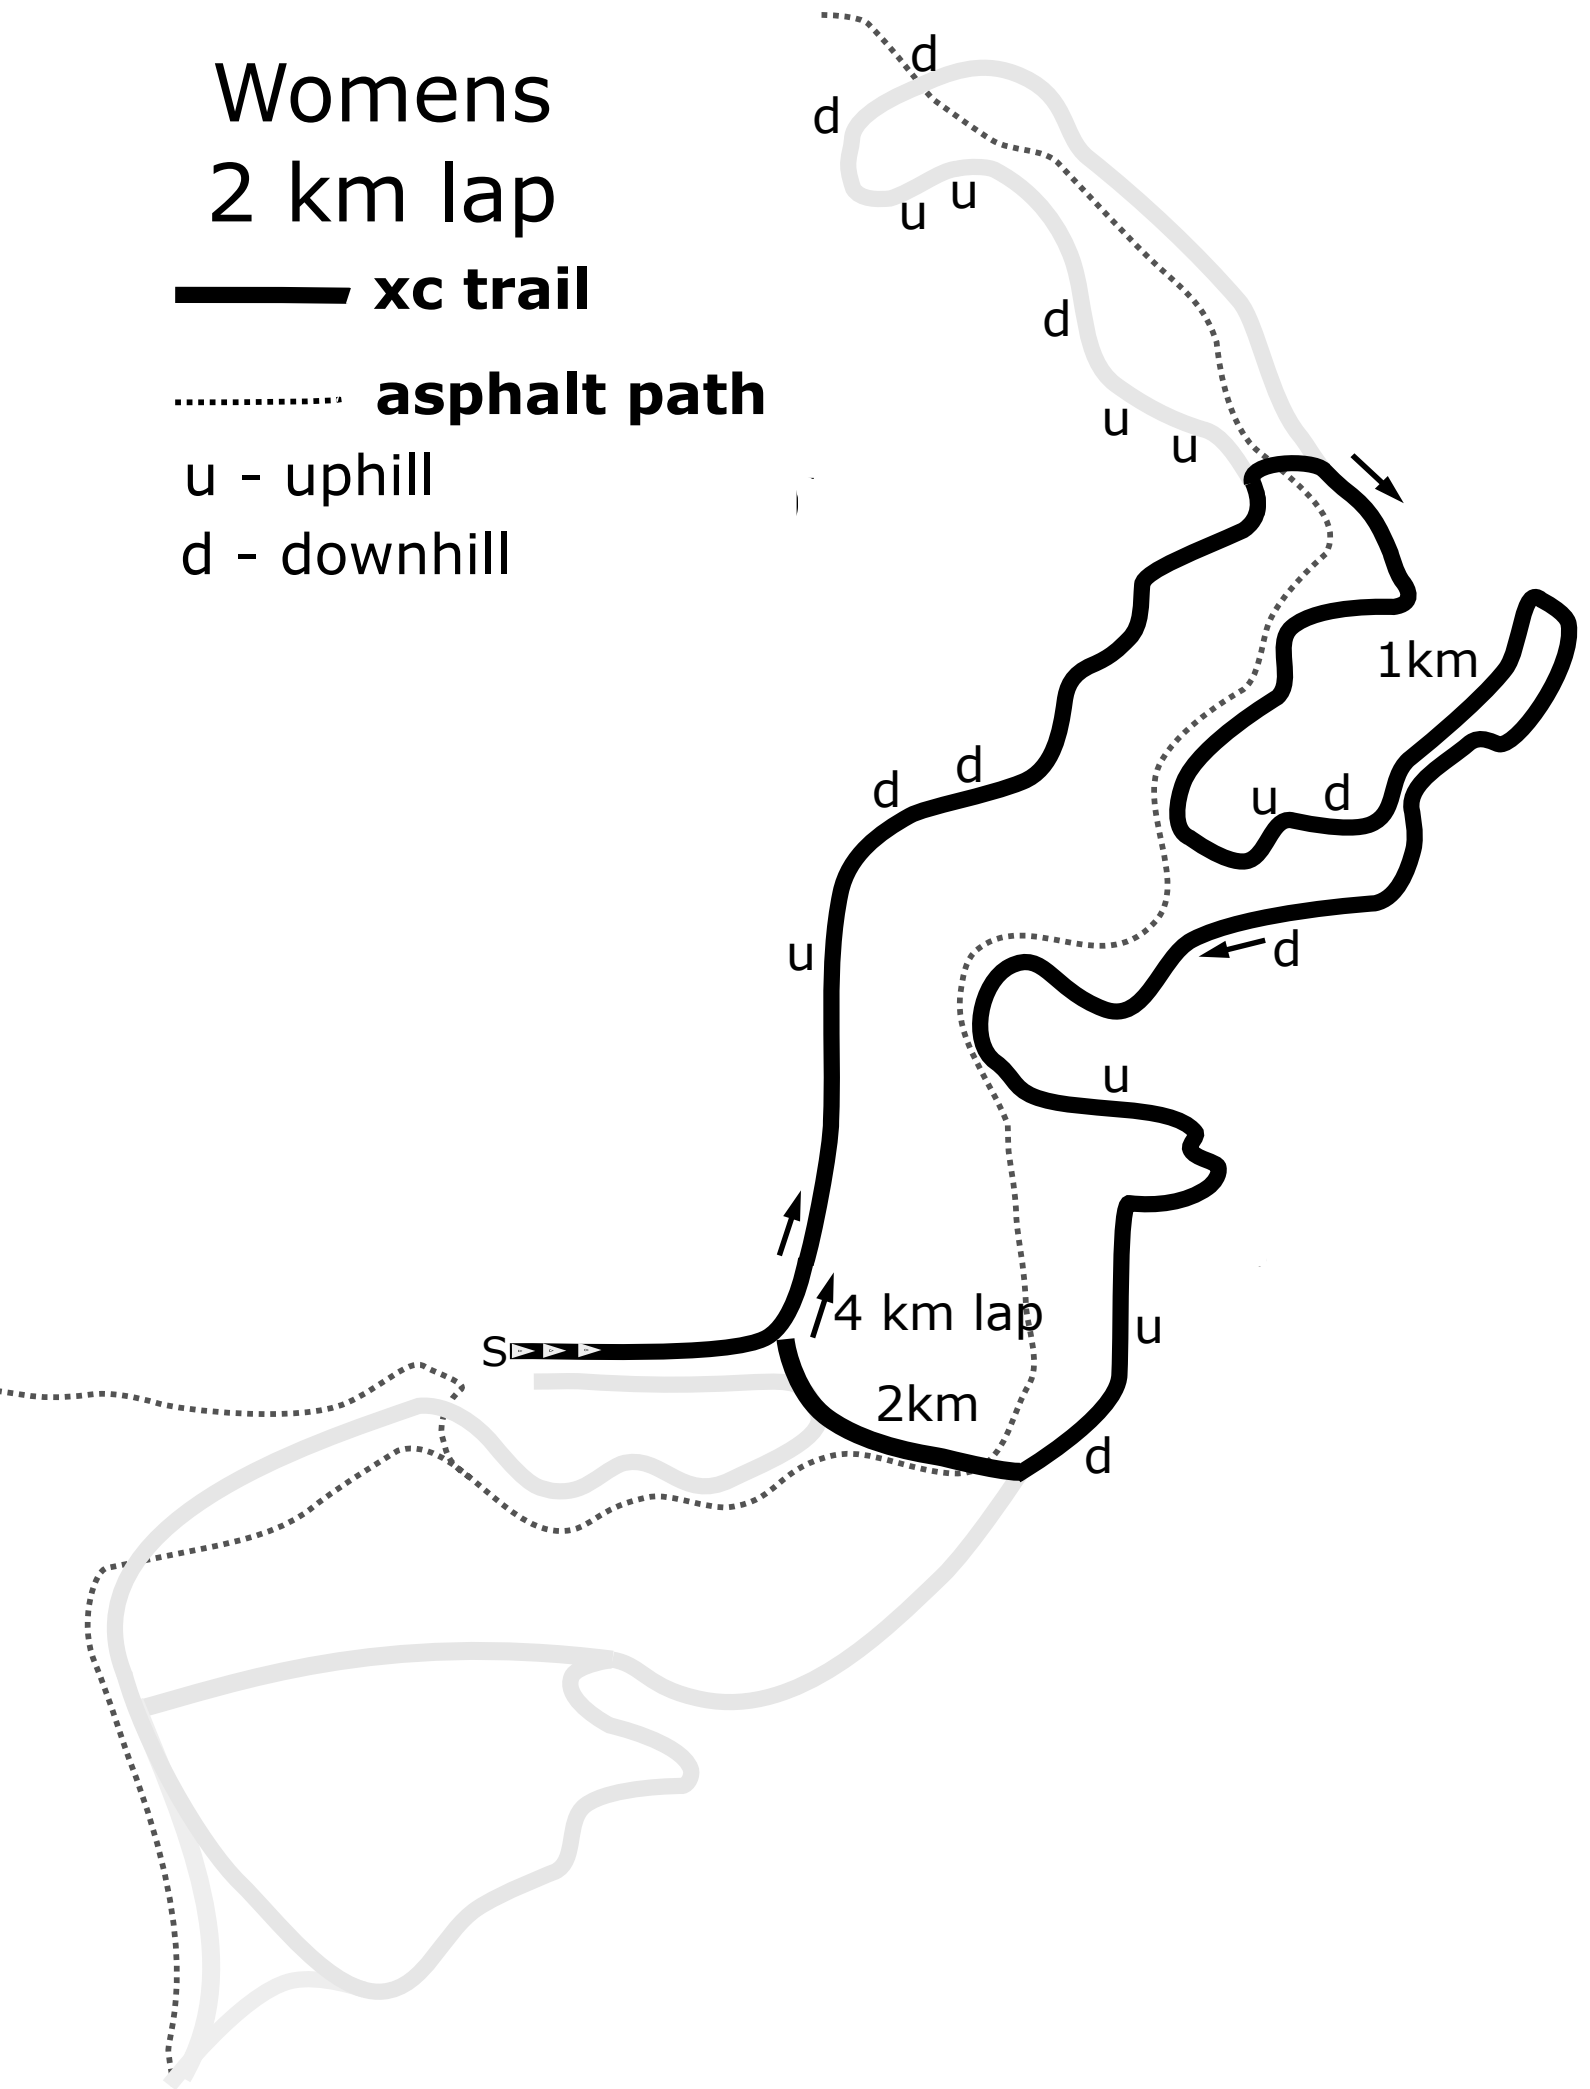 Womens
2 km lap
xc trail
asphalt path
u - uphill
d - downhill
d
d
u
u
d
u
u
1km
d
d
u
d
u
d
u
4 km lap
u
S
2km
d